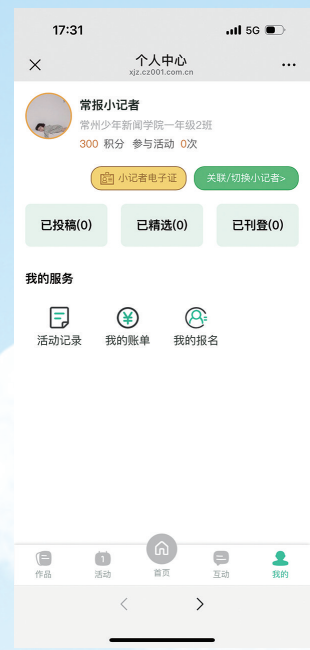 17:31
5G
个人中心
xjz.cz001.com.cn
常报小记者
常州少年新闻学院一年级2班
300 积分 参与活动 0次
小记者电子证
关联/切换小记者>
已投稿(0)
已精选(0)
已刊登(0)
我的服务
活动记录
我的账单
我的报名
1
作品
活动
首页
互动
我的